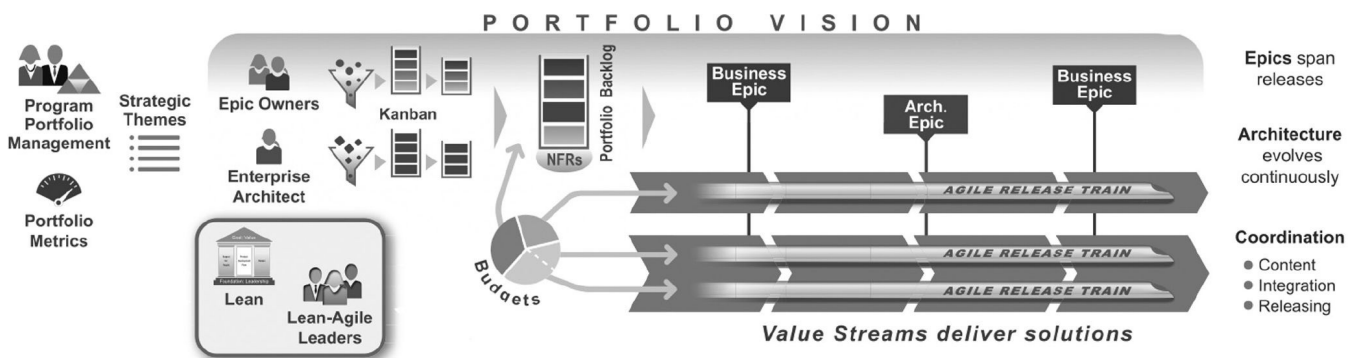 PORTFOLIO VISION
Program
Portfolio
Management
Portfolio
Metrics
Strategic
Themes
Epic Owners
Enterprise
Architect
Kanban
Lean
Lean-Agile
Leaders
Foundation Leadership
Portfolio Backlog
NFRs
Budgets
Business
Epic
Arch.
Epic
Business
Epic
AGILE RELEASE TRAIN
AGILE RELEASE TRAIN
AGILE RELEASE TRAIN
Value Streams deliver solutions
Epics span
releases
Architecture
evolves
continuously
Coordination
Content
Integration
Releasing